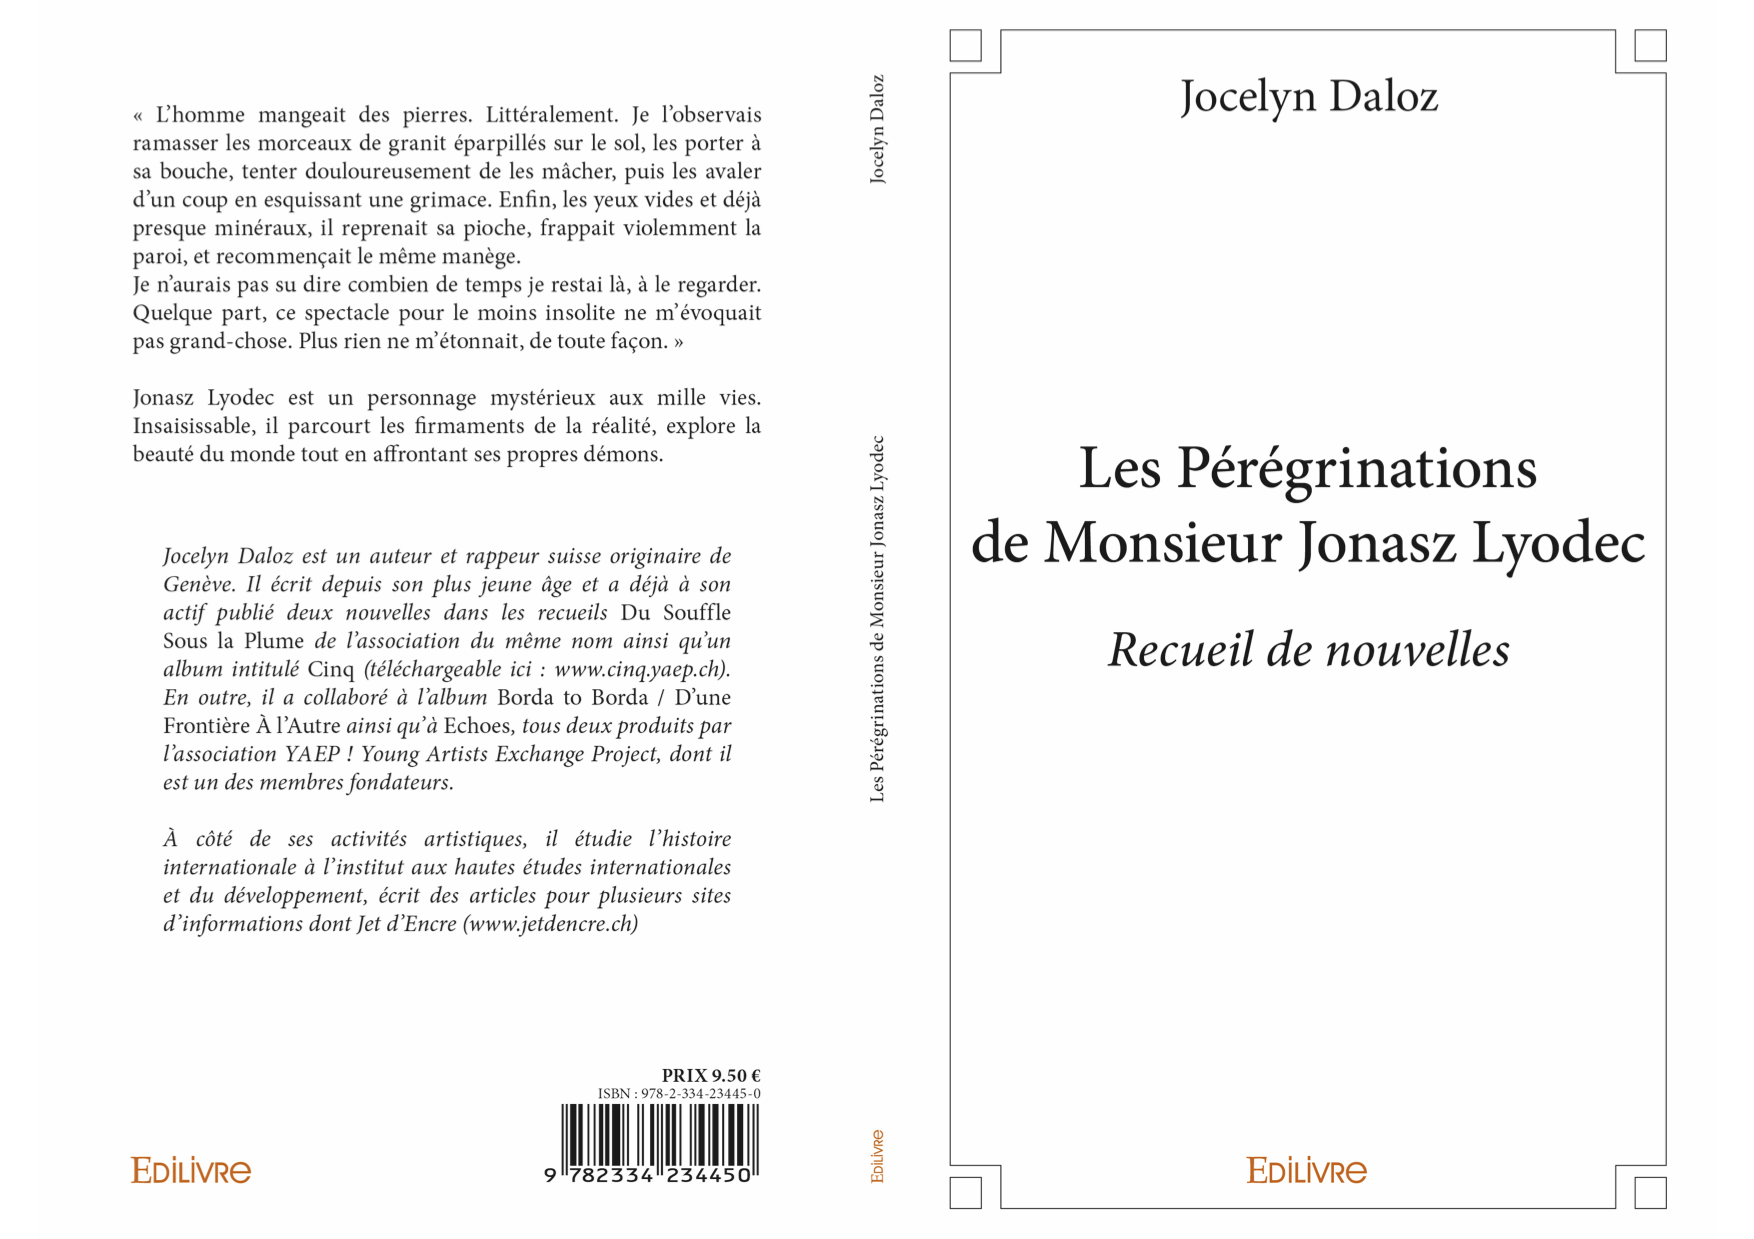 « L’homme mangeait des pierres. Littéralement. Je l’observais
ramasser les morceaux de granit éparpillés sur le sol, les porter à
sa bouche, tenter douloureusement de les mâcher, puis les avaler
d’un coup en esquissant une grimace. Enfin, les yeux vides et déjà
presque minéraux, il reprenait sa pioche, frappait violemment la
paroi, et recommençait le même manège.
Je n’aurais pas su dire combien de temps je restai là, à le regarder.
Quelque part, ce spectacle pour le moins insolite ne m’évoquait
pas grand-chose. Plus rien ne m’étonnait, de toute façon. »
Jonasz Lyodec est un personnage mystérieux aux mille vies.
Insaisissable, il parcourt les firmaments de la réalité, explore la
beauté du monde tout en affrontant ses propres démons.
Jocelyn Daloz est un auteur et rappeur suisse originaire de
Genève. Il écrit depuis son plus jeune âge et a déjà à son
actif publié deux nouvelles dans les recueils Du Souffle
Sous la Plume de l’association du même nom ainsi qu’un
album intitulé Cinq (téléchargeable ici : www.cinq.yaep.ch).
En outre, il a collaboré à l’album Borda to Borda / D’une
Frontière À l’Autre ainsi qu’à Echoes, tous deux produits par
l’association YAEP ! Young Artists Exchange Project, dont il
est un des membres fondateurs.
À côté de ses activités artistiques, il étudie l’histoire
internationale à l’institut aux hautes études internationales
et du développement, écrit des articles pour plusieurs sites
d’informations dont Jet d’Encre (www.jetdencre.ch)
PRIX 9.50 €
ISBN : 978-2-334-23445-0
9 782334 234450
EDiLivre
Jocelyn Daloz
Les Pérégrinations de Monsieur Jonasz Lyodec
EDiLivre
Jocelyn Daloz
Les Pérégrinations
de Monsieur Jonasz Lyodec
Recueil de nouvelles
EDiLivre